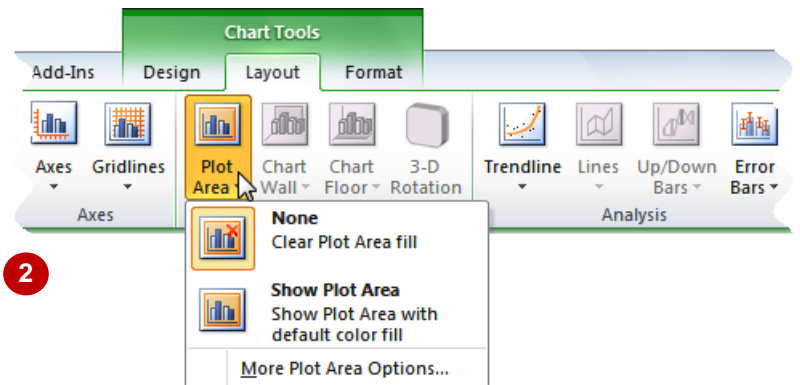 Chart Tools
Add-Ins Design Layout Format
Axes Gridlines Plot Area Chart Wall Chart Floor 3-D Rotation Trendline Lines Up/Down Bars Error Bars
Axes Analysis
None
Clear Plot Area fill
2
Show Plot Area
Show Plot Area with
default color fill
More Plot Area Options...